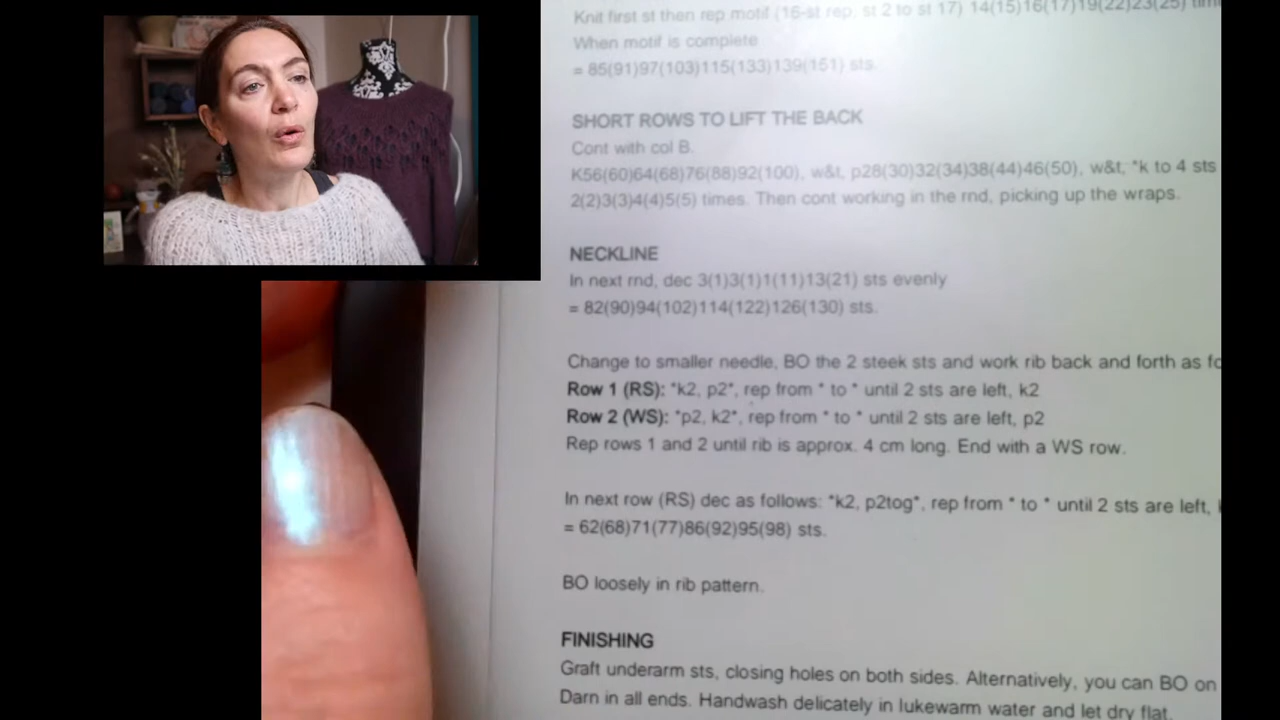 Knit first st then rep motif (16-st rep, st 2 to st 17) 14(15)16(17)19(22)23(25)
When motif is complete
= 85(91)97(103)115(133)139(151) sts.
SHORT ROWS TO LIFT THE BACK
Cont with col B.
K56(60)64(68)76(88)92(100), w&t, p28(30)32(34)38(44)46(50), w&t, *k to 4 sts
2(2)3(3)4(4)5(5) times. Then cont working in the rnd, picking up the wraps.
NECKLINE
In next rnd, dec 3(1)3(1)1(11)13(21) sts evenly
= 82(90)94(102)114(122)126(130) sts.
Change to smaller needle, BO the 2 steek sts and work rib back and forth as
Row 1 (RS): *k2, p2*, rep from * to * until 2 sts are left, k2
Row 2 (WS): *p2, k2*, rep from * to * until 2 sts are left, p2
Rep rows 1 and 2 until rib is approx. 4 cm long. End with a WS row.
In next row (RS) dec as follows: *k2, p2tog*, rep from * to * until 2 sts are left,
= 62(68)71(77)86(92)95(98) sts.
BO loosely in rib pattern.
FINISHING
Graft underarm sts, closing holes on both sides. Alternatively, you can BO on
Darn in all ends. Handwash delicately in lukewarm water and let dry flat.